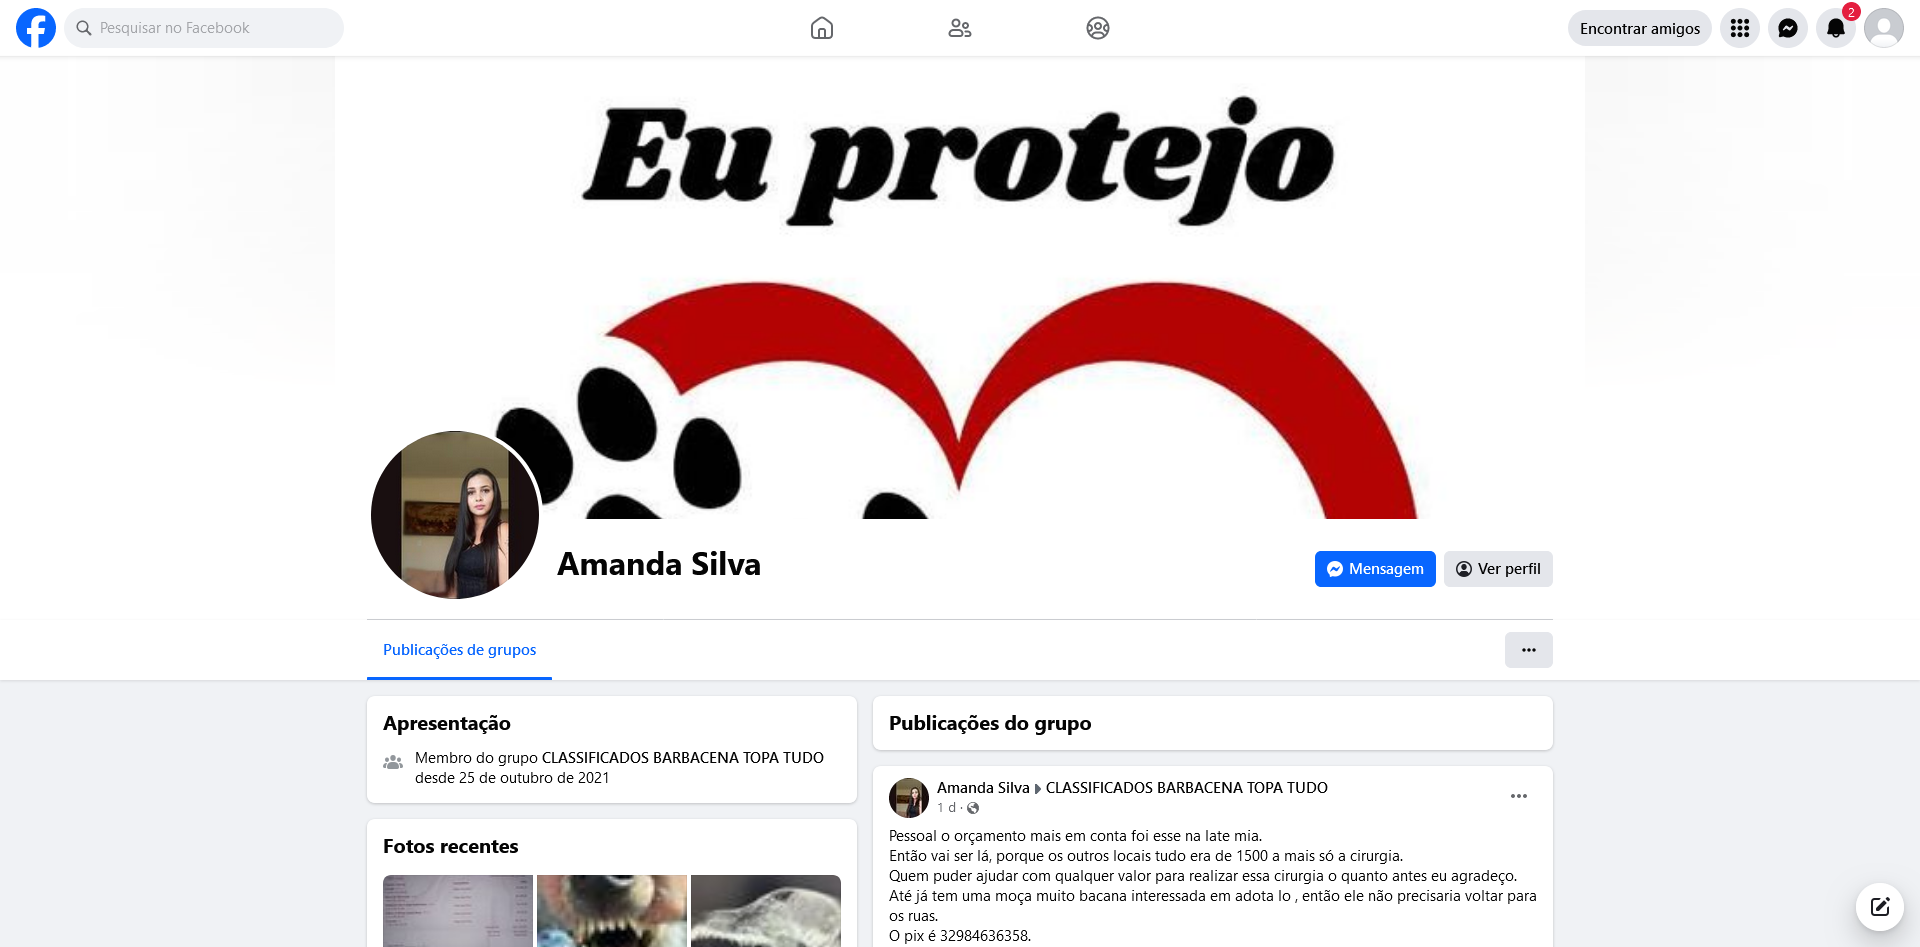 Pesquisar no Facebook
Encontrar amigos
2
Eu protejo
Amanda Silva
Mensagem
Ver perfil
Publicações de grupos
Apresentação
Membro do grupo CLASSIFICADOS BARBACENA TOPA TUDO
desde 25 de outubro de 2021
Fotos recentes
Publicações do grupo
Amanda Silva CLASSIFICADOS BARBACENA TOPA TUDO
1 d ·
Pessoal o orçamento mais em conta foi esse na late mia.
Então vai ser lá, porque os outros locais tudo era de 1500 a mais só a cirurgia.
Quem puder ajudar com qualquer valor para realizar essa cirurgia o quanto antes eu agradeço.
Até já tem uma moça muito bacana interessada em adota lo , então ele não precisaria voltar para
os ruas.
O pix é 32984636358.